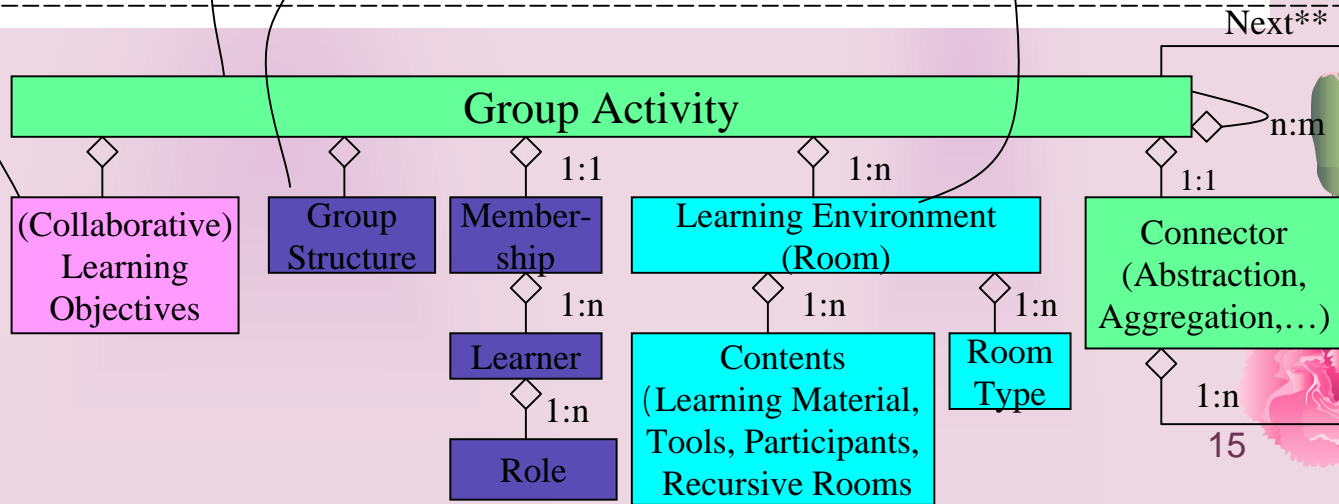 Next**
Group Activity
n:m
1:1
1:n
1:1
(Collaborative)
Learning
Objectives
Group
Structure
Member-
ship
Learning Environment
(Room)
Connector
(Abstraction,
Aggregation,...)
1:n
1:n
1:n
Learner
Contents
(Learning Material,
Tools, Participants,
Recursive Rooms
Room
Type
1:n
1:n
Role
15